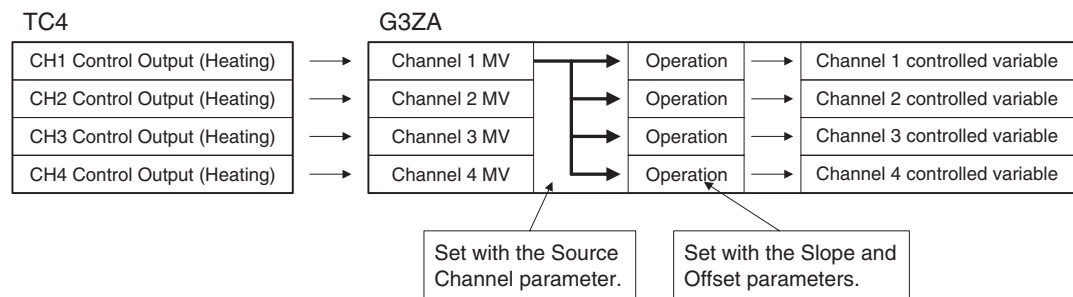 TC4 G3ZA
CH1 Control Output (Heating) Channel 1 MV Operation Channel 1 controlled variable
CH2 Control Output (Heating) Channel 2 MV Operation Channel 2 controlled variable
CH3 Control Output (Heating) Channel 3 MV Operation Channel 3 controlled variable
CH4 Control Output (Heating) Channel 4 MV Operation Channel 4 controlled variable
Set with the Source
Channel parameter.
Set with the Slope and
Offset parameters.